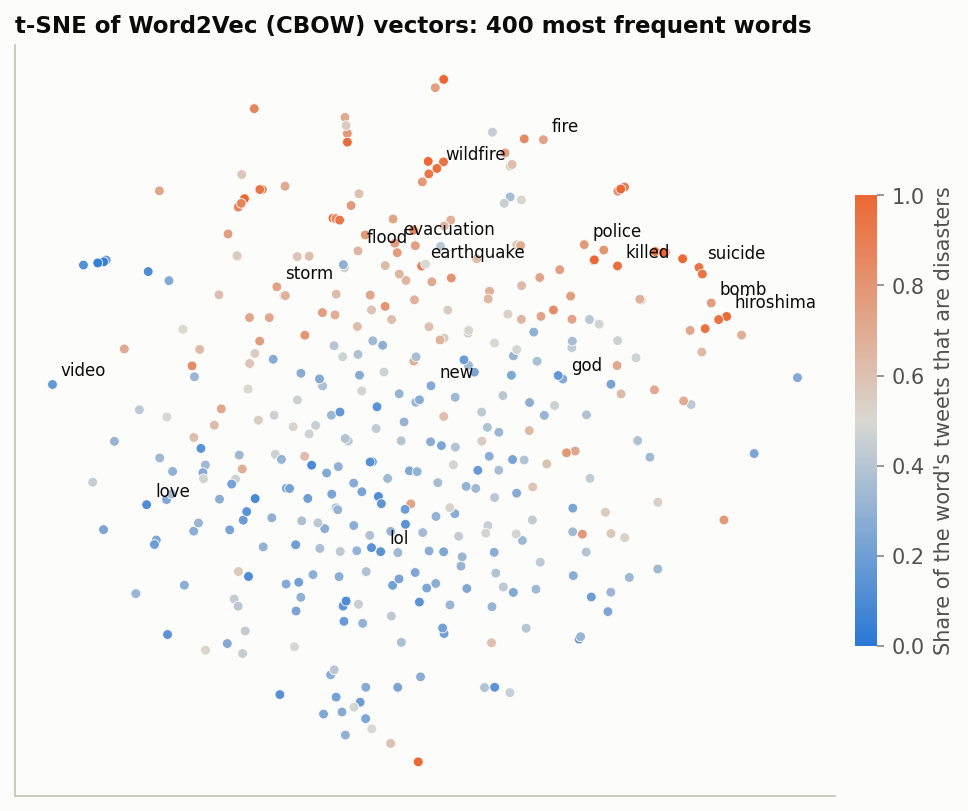 t-SNE of Word2Vec (CBOW) vectors: 400 most frequent words
fire
wildfire
flood
evacuation
earthquake
police
killed
suicide
storm
bomb
hiroshima
video
new
god
love
lol
1.0
0.8
0.6
0.4
0.2
0.0
Share of the word's tweets that are disasters